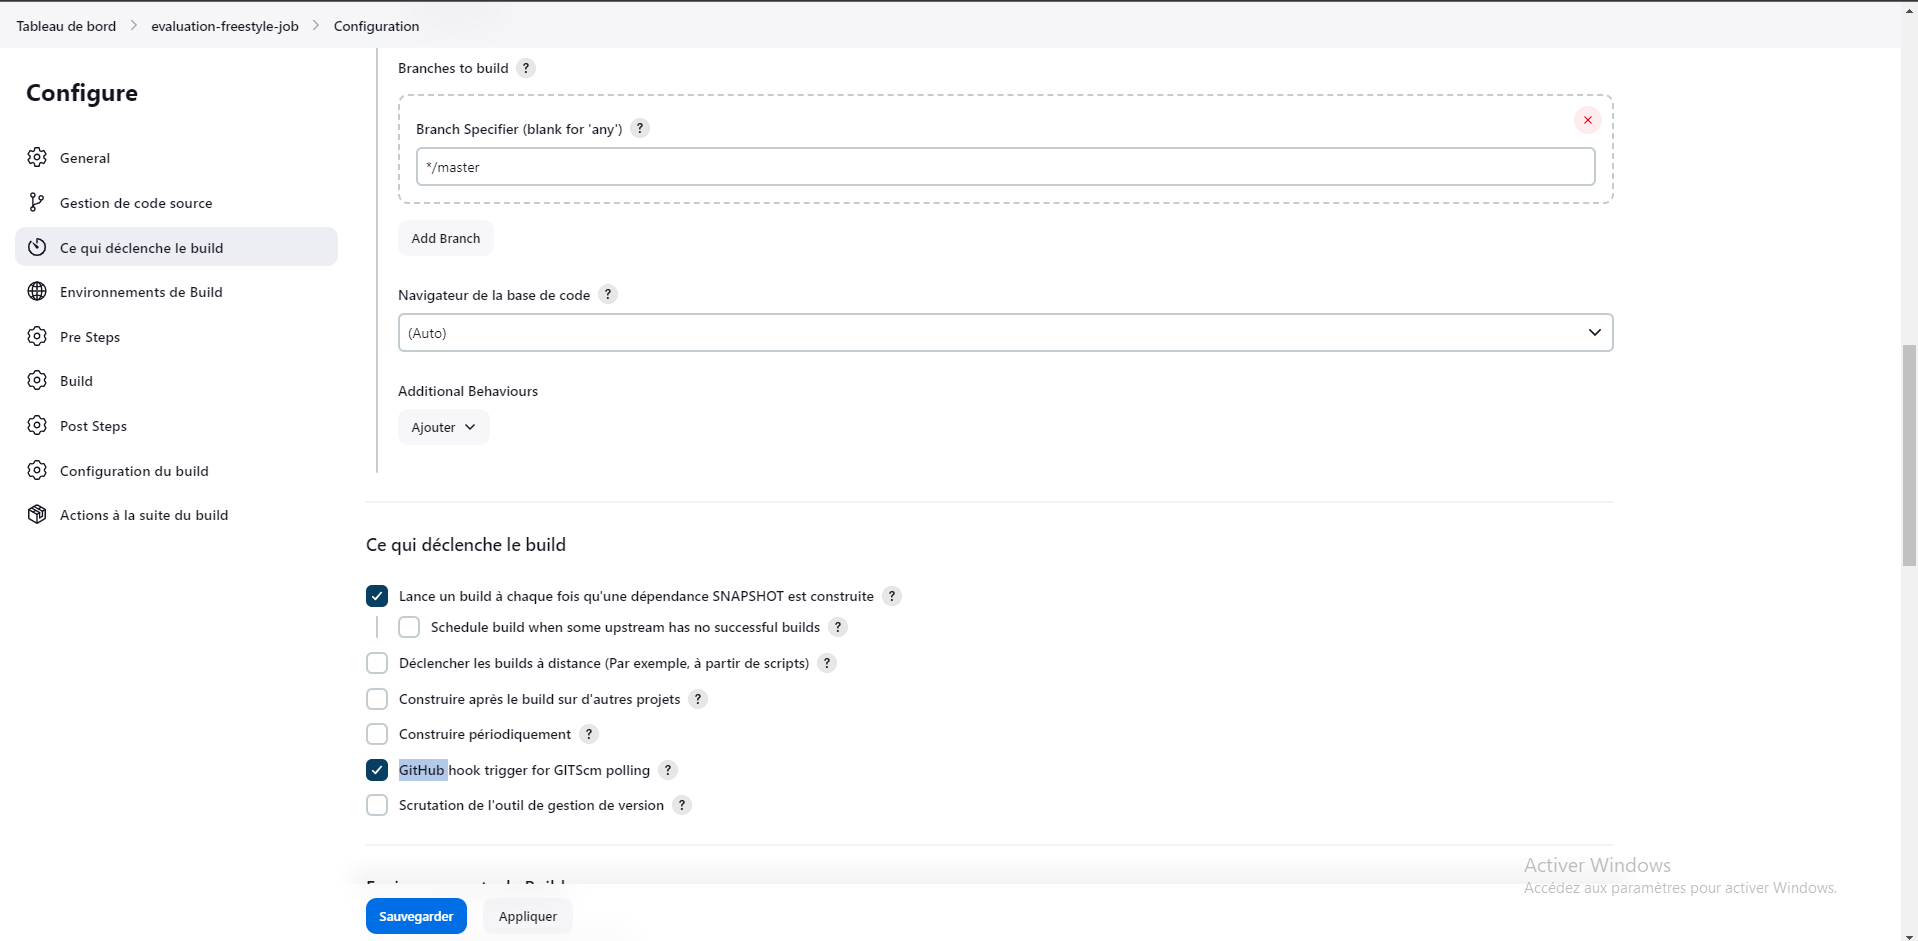 Tableau de bord > evaluation-freestyle-job > Configuration
Configure
General
Gestion de code source
Ce qui déclenche le build
Environnements de Build
Pre Steps
Build
Post Steps
Configuration du build
Actions à la suite du build
Branches to build ?
Branch Specifier (blank for 'any') ?
*/master
Add Branch
Navigateur de la base de code ?
(Auto)
Additional Behaviours
Ajouter
Ce qui déclenche le build
Lance un build à chaque fois qu'une dépendance SNAPSHOT est construite ?
Schedule build when some upstream has no successful builds ?
Déclencher les builds à distance (Par exemple, à partir de scripts) ?
Construire après le build sur d'autres projets ?
Construire périodiquement ?
GitHub hook trigger for GITScm polling ?
Scrutation de l'outil de gestion de version ?
Sauvegarder
Appliquer
Activer Windows
Accédez aux paramètres pour activer Windows.